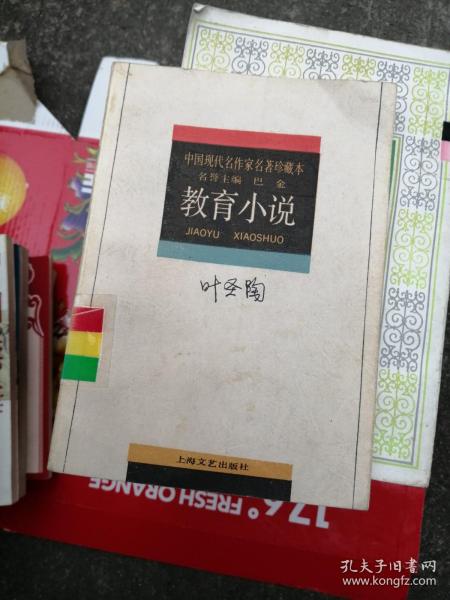 中国现代名作家名著珍藏本
名誉主编 巴金
教育小说
JIAOYU XIAOSHUO
叶圣陶
上海文艺出版社
17.6° FRESH ORANGE
孔夫子旧书网
www.kongfz.com